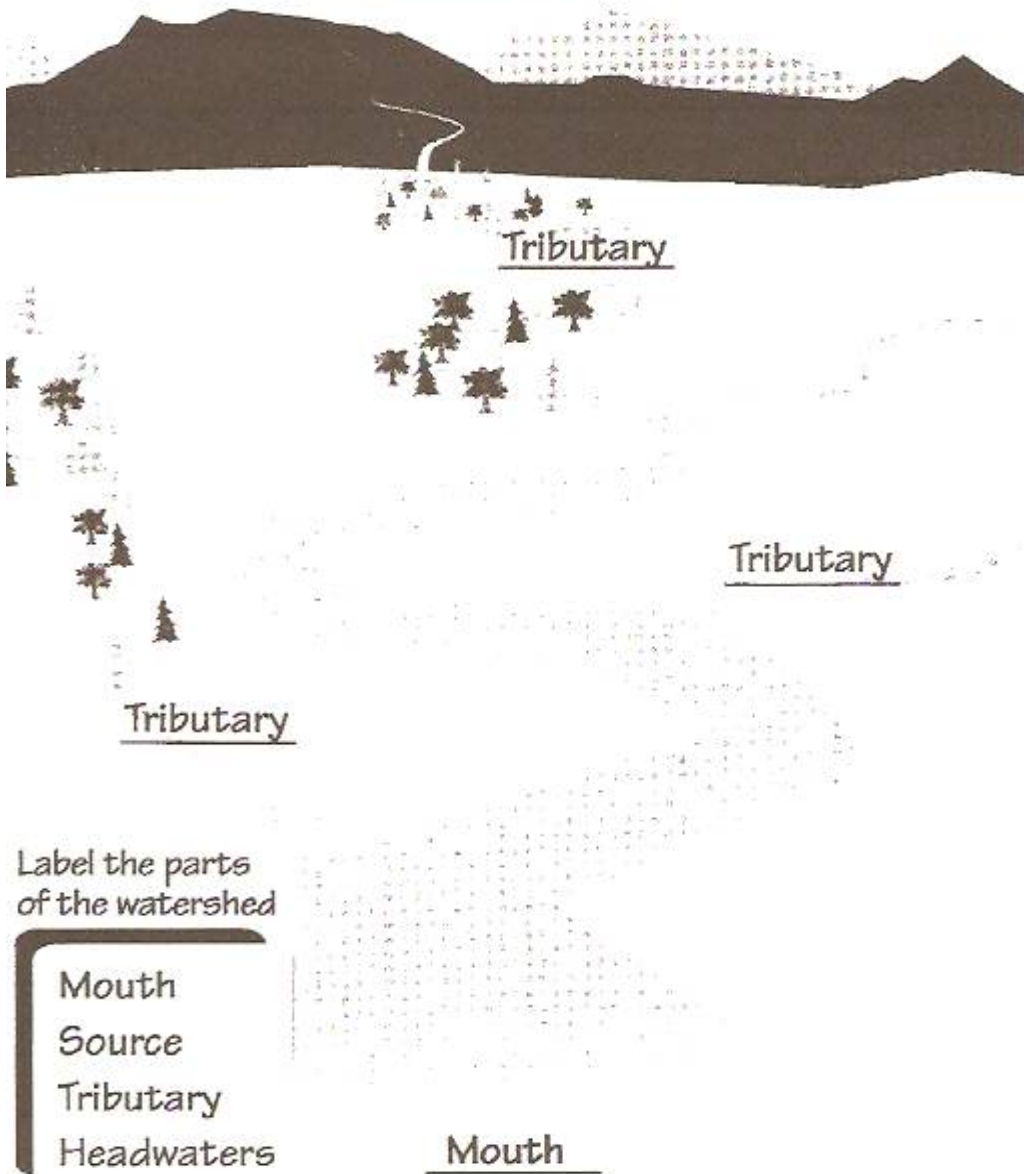 Tributary
Tributary
Tributary
Label the parts
of the watershed
Mouth
Source
Tributary
Headwaters
Mouth